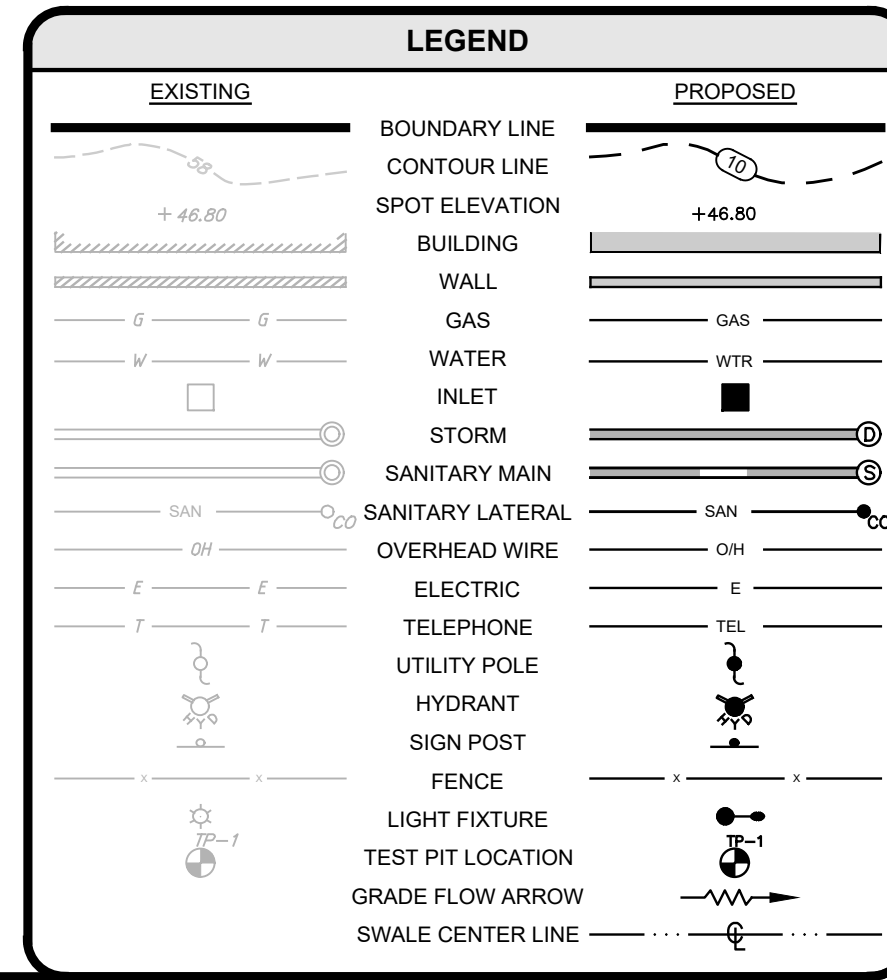 LEGEND
EXISTING PROPOSED
BOUNDARY LINE
58 CONTOUR LINE 10
+ 46.80 SPOT ELEVATION +46.80
BUILDING
WALL
G G GAS GAS
W W WATER WTR
INLET
STORM D
SANITARY MAIN S
SAN CO SANITARY LATERAL SAN CO
OH OVERHEAD WIRE O/H
E E ELECTRIC E
T T TELEPHONE TEL
UTILITY POLE
HYD HYDRANT HYD
SIGN POST
x x FENCE x x
LIGHT FIXTURE
TP-1 TEST PIT LOCATION TP-1
GRADE FLOW ARROW
SWALE CENTER LINE CL